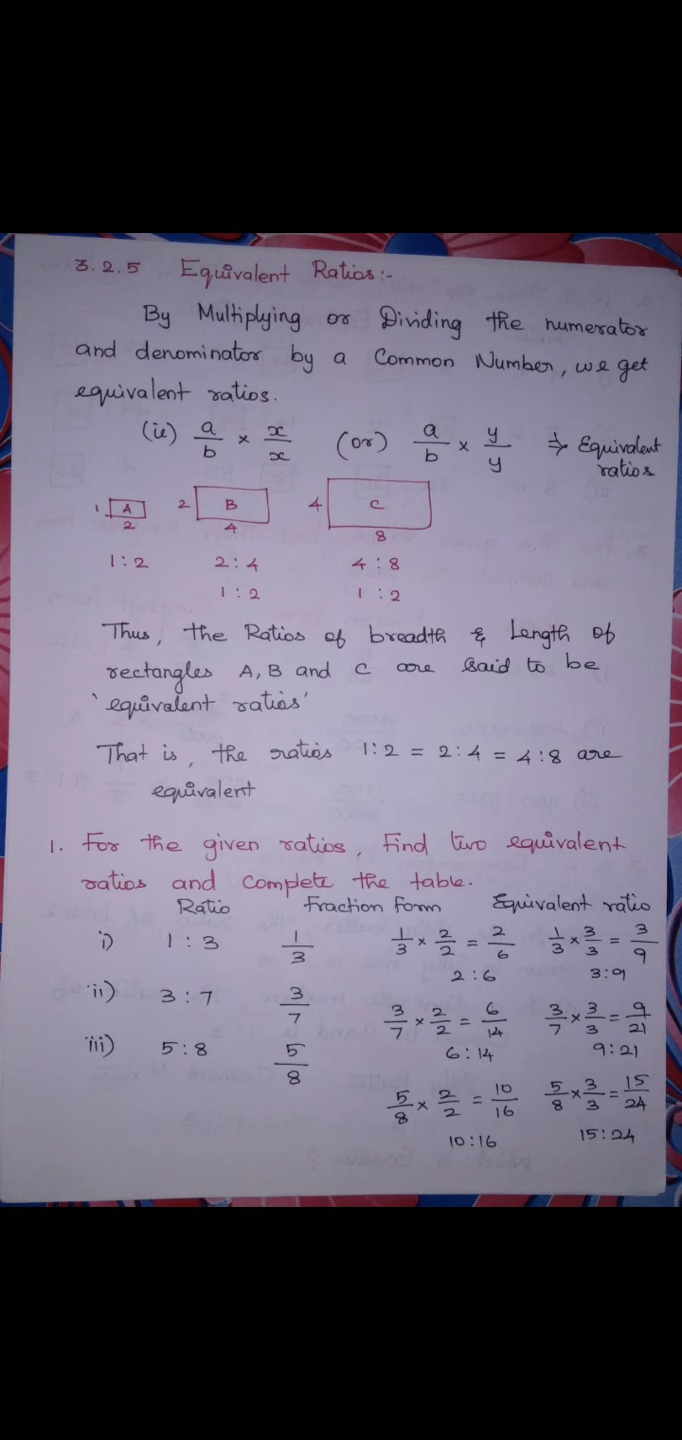 3.2.5 Equivalent Ratios:-
By Multiplying or Dividing the numerator
and denominator by a Common Number, we get
equivalent ratios.
(ie) a/b × x/x (or) a/b × y/y ⇒ Equivalent
ratios
1 A 2 B 4 C
2 4 8
1:2 2:4 4:8
1:2 1:2
Thus, the Ratios of breadth & Length of
rectangles A, B and C are said to be
'equivalent ratios'
That is, the ratios 1:2 = 2:4 = 4:8 are
equivalent
1. For the given ratios, Find two equivalent
ratios and complete the table.
Ratio Fraction Form Equivalent ratio
i) 1:3 1/3 1/3 × 2/2 = 2/6 1/3 × 3/3 = 3/9
2:6 3:9
ii) 3:7 3/7 3/7 × 2/2 = 6/14 3/7 × 3/3 = 9/21
6:14 9:21
iii) 5:8 5/8 5/8 × 2/2 = 10/16 5/8 × 3/3 = 15/24
10:16 15:24